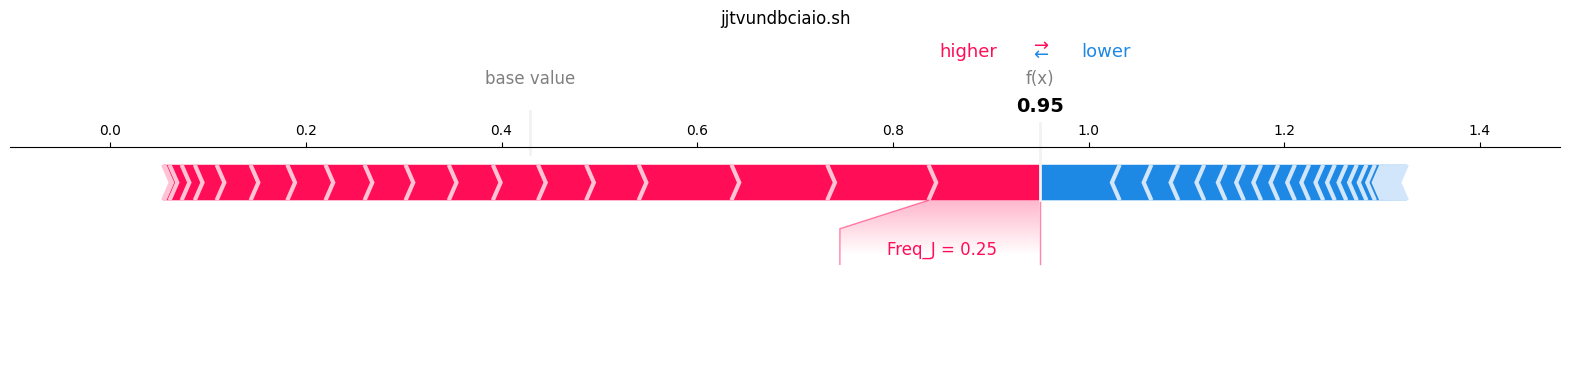 jjtvundbciaio.sh
higher ⇄ lower
base value f(x)
0.95
0.0 0.2 0.4 0.6 0.8 1.0 1.2 1.4
Freq_J = 0.25